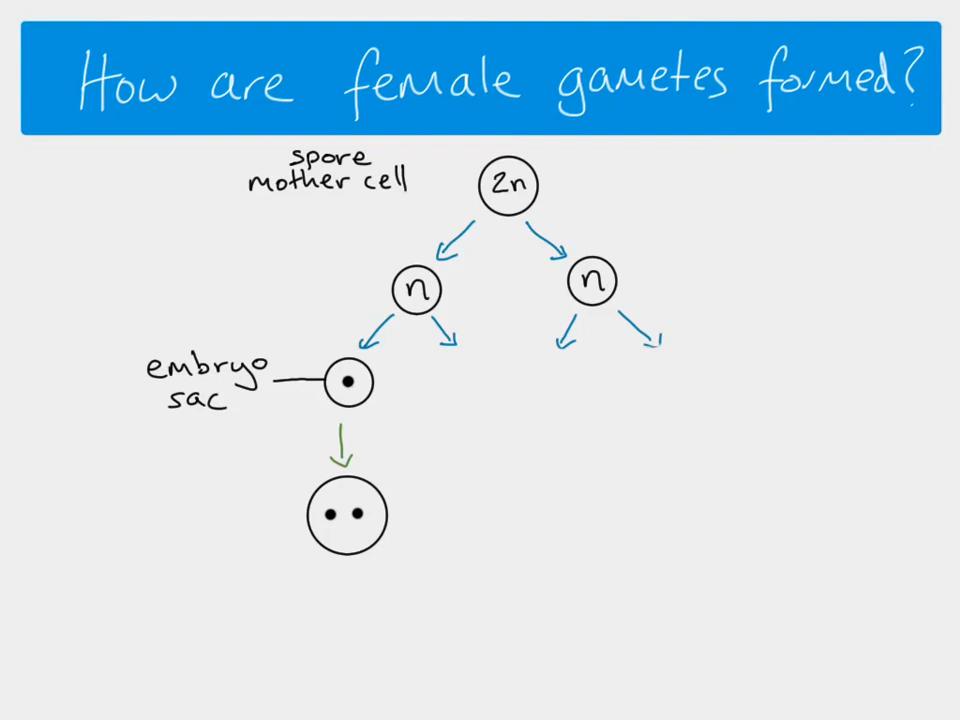 How are female gametes formed?
spore
mother cell
2n
n
n
embryo
sac